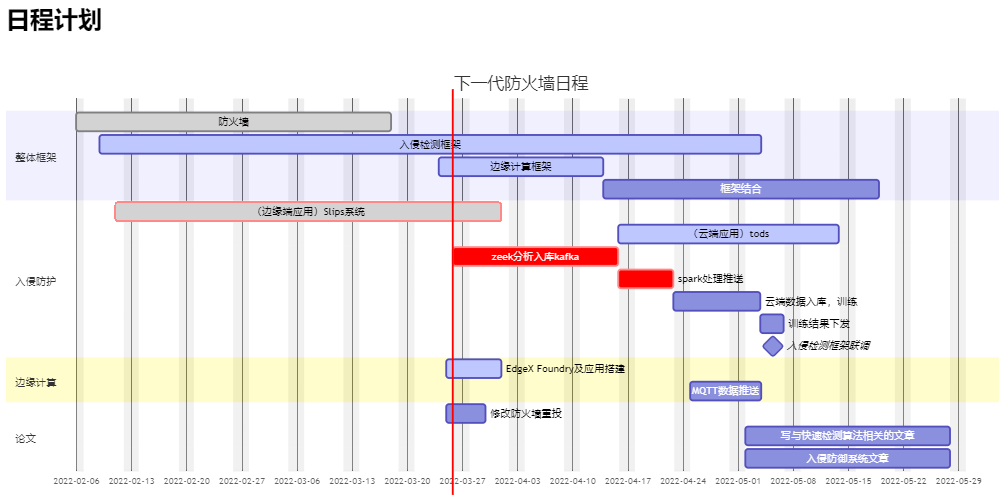 日程计划
下一代防火墙日程
整体框架
防火墙
入侵检测框架
边缘计算框架
框架结合
入侵防护
（边缘端应用）Slips系统
（云端应用）tods
zeek分析入库kafka
spark处理推送
云端数据入库，训练
训练结果下发
入侵检测框架联调
边缘计算
EdgeX Foundry及应用搭建
MQTT数据推送
论文
修改防火墙重投
写与快速检测算法相关的文章
入侵防御系统文章
2022-02-06 2022-02-13 2022-02-20 2022-02-27 2022-03-06 2022-03-13 2022-03-20 2022-03-27 2022-04-03 2022-04-10 2022-04-17 2022-04-24 2022-05-01 2022-05-08 2022-05-15 2022-05-22 2022-05-29